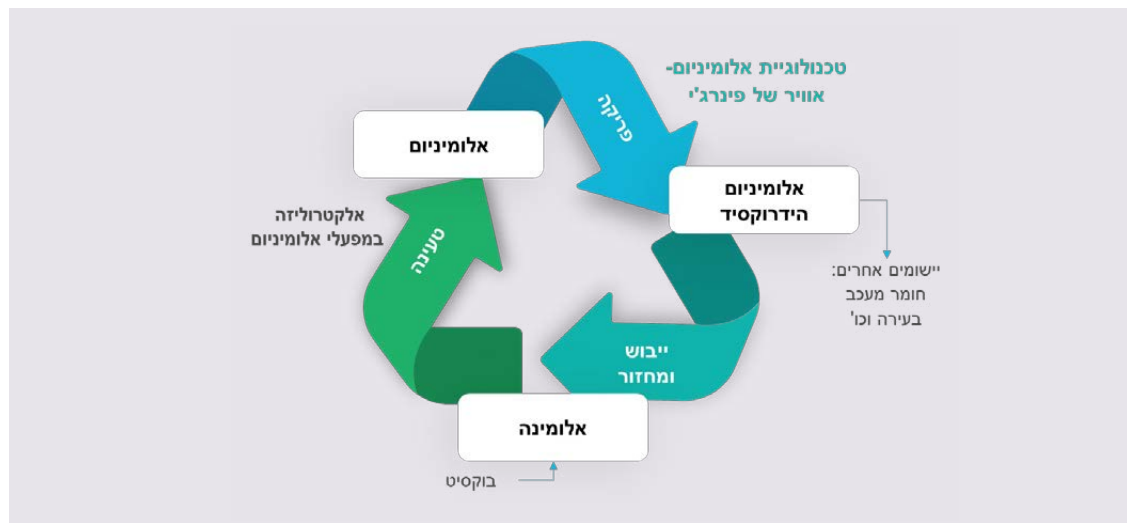 טכנולוגיית אלומיניום-
אוויר של פינרג'י
פריקה
אלומיניום
אלומיניום
הידרוקסיד
אלקטרוליזה
במפעלי אלומיניום
טעינה
יישומים אחרים:
חומר מעכב
בעירה וכו'
ייבוש
ומחזור
אלומינה
בוקסיט